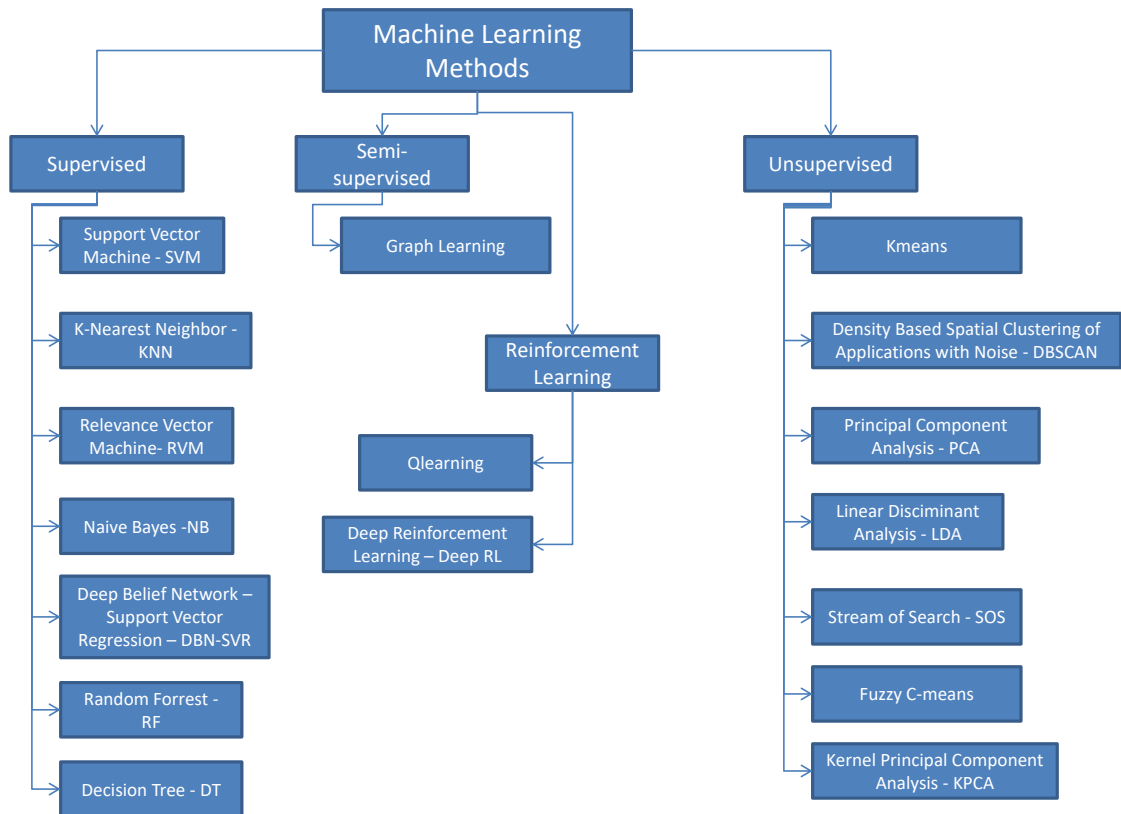 Machine Learning
Methods
Supervised
Semi-
supervised
Unsupervised
Support Vector
Machine - SVM
K-Nearest Neighbor -
KNN
Relevance Vector
Machine- RVM
Naive Bayes -NB
Deep Belief Network –
Support Vector
Regression – DBN-SVR
Random Forrest -
RF
Decision Tree - DT
Graph Learning
Reinforcement
Learning
Qlearning
Deep Reinforcement
Learning – Deep RL
Kmeans
Density Based Spatial Clustering of
Applications with Noise - DBSCAN
Principal Component
Analysis - PCA
Linear Disciminant
Analysis - LDA
Stream of Search - SOS
Fuzzy C-means
Kernel Principal Component
Analysis - KPCA